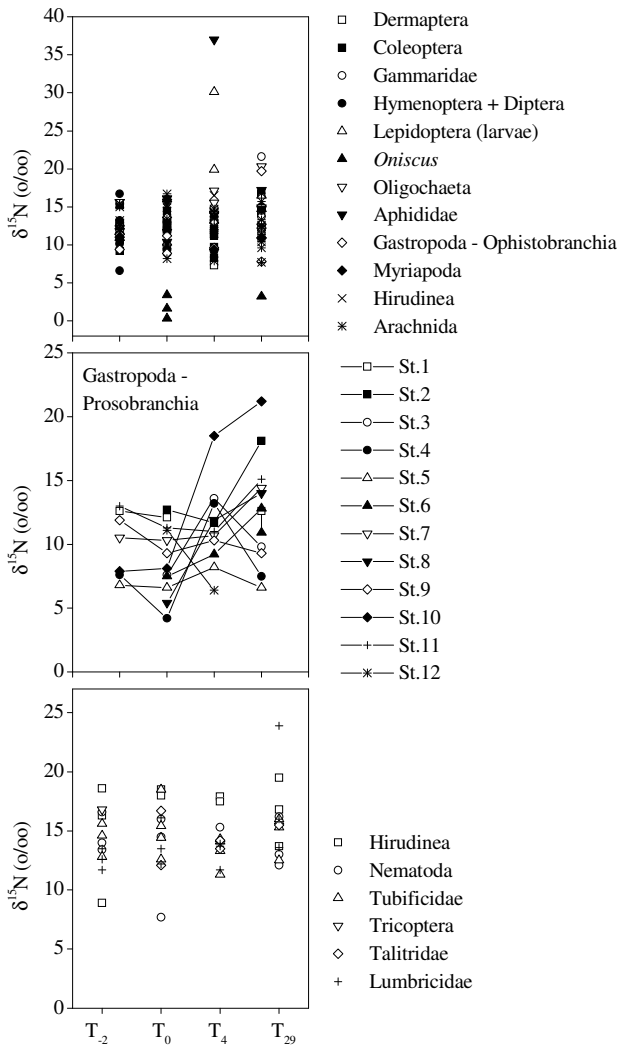 40
35
30
25
20
15
10
5
0
δ¹⁵N (o/oo)
Dermaptera
Coleoptera
Gammaridae
Hymenoptera + Diptera
Lepidoptera (larvae)
Oniscus
Oligochaeta
Aphididae
Gastropoda - Ophistobranchia
Myriapoda
Hirudinea
Arachnida
25
20
15
10
5
0
δ¹⁵N (o/oo)
Gastropoda -
Prosobranchia
St.1
St.2
St.3
St.4
St.5
St.6
St.7
St.8
St.9
St.10
St.11
St.12
25
20
15
10
5
0
δ¹⁵N (o/oo)
T₋₂ T₀ T₄ T₂₉
Hirudinea
Nematoda
Tubificidae
Tricoptera
Talitridae
Lumbricidae